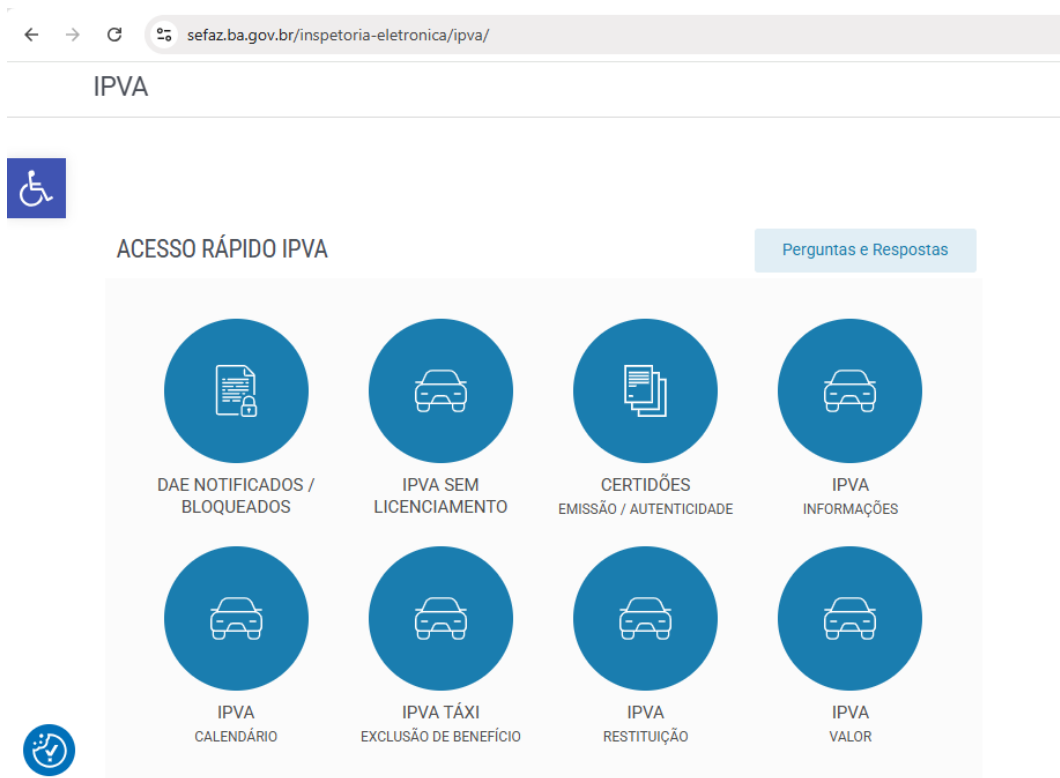 sefaz.ba.gov.br/inspetoria-eletronica/ipva/
IPVA
ACESSO RÁPIDO IPVA
Perguntas e Respostas
DAE NOTIFICADOS /
BLOQUEADOS
IPVA SEM
LICENCIAMENTO
CERTIDÕES
EMISSÃO / AUTENTICIDADE
IPVA
INFORMAÇÕES
IPVA
CALENDÁRIO
IPVA TÁXI
EXCLUSÃO DE BENEFÍCIO
IPVA
RESTITUIÇÃO
IPVA
VALOR